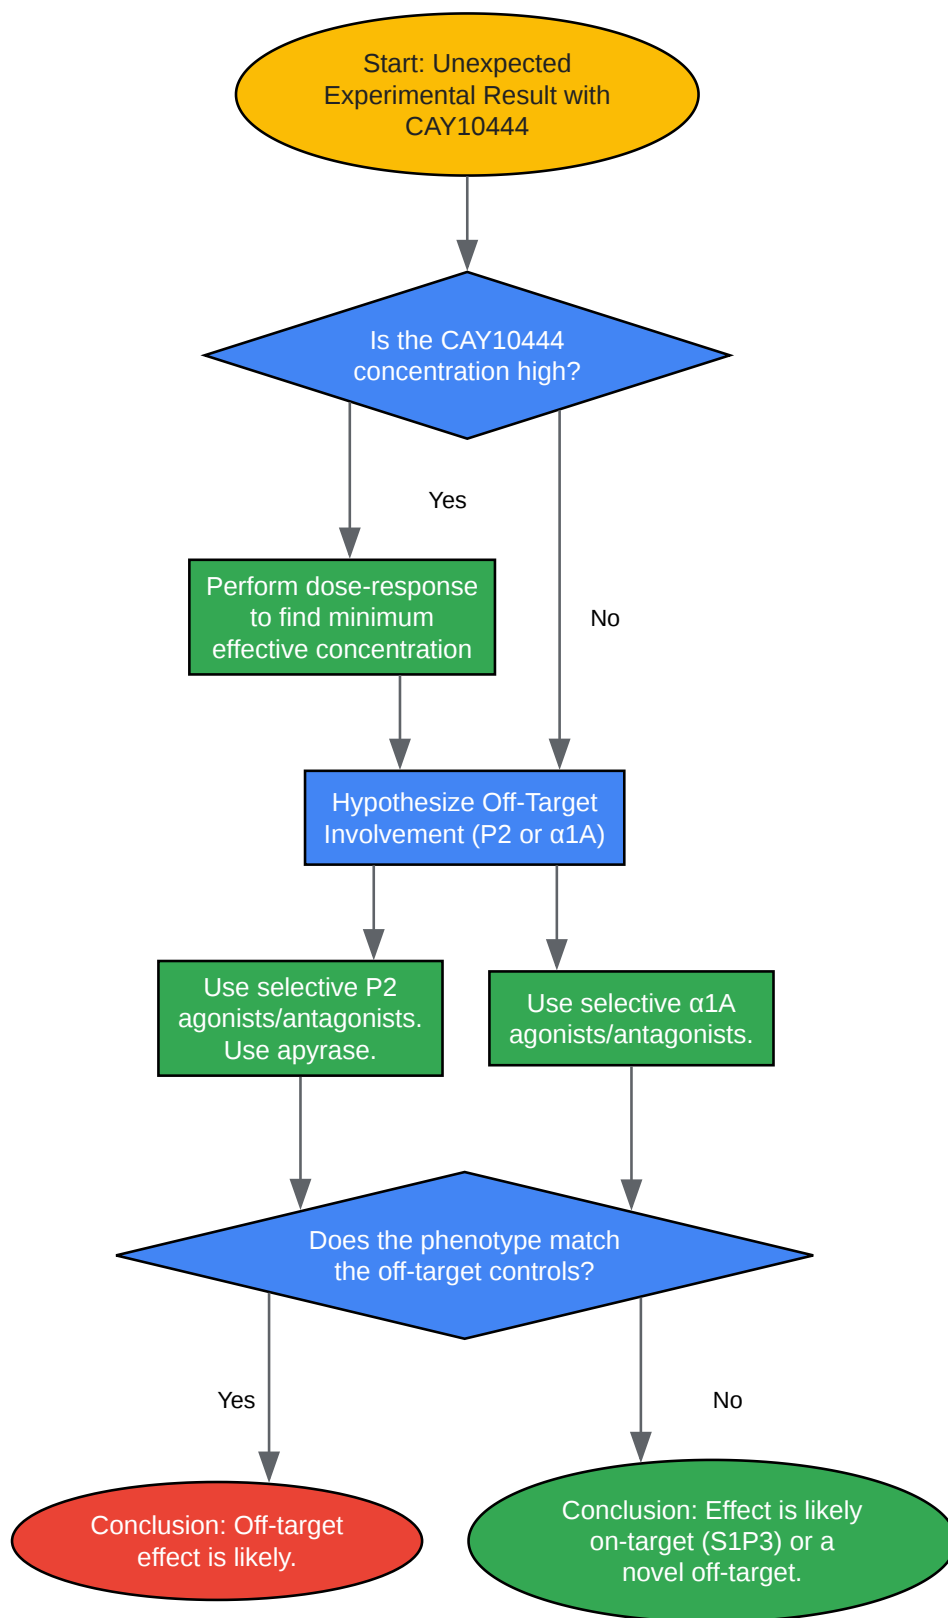 Start: Unexpected
Experimental Result with
CAY10444
Is the CAY10444
concentration high?
Yes
Perform dose-response
to find minimum
effective concentration
No
Hypothesize Off-Target
Involvement (P2 or α1A)
Use selective P2
agonists/antagonists.
Use apyrase.
Use selective α1A
agonists/antagonists.
Does the phenotype match
the off-target controls?
Yes
No
Conclusion: Off-target
effect is likely.
Conclusion: Effect is likely
on-target (S1P3) or a
novel off-target.